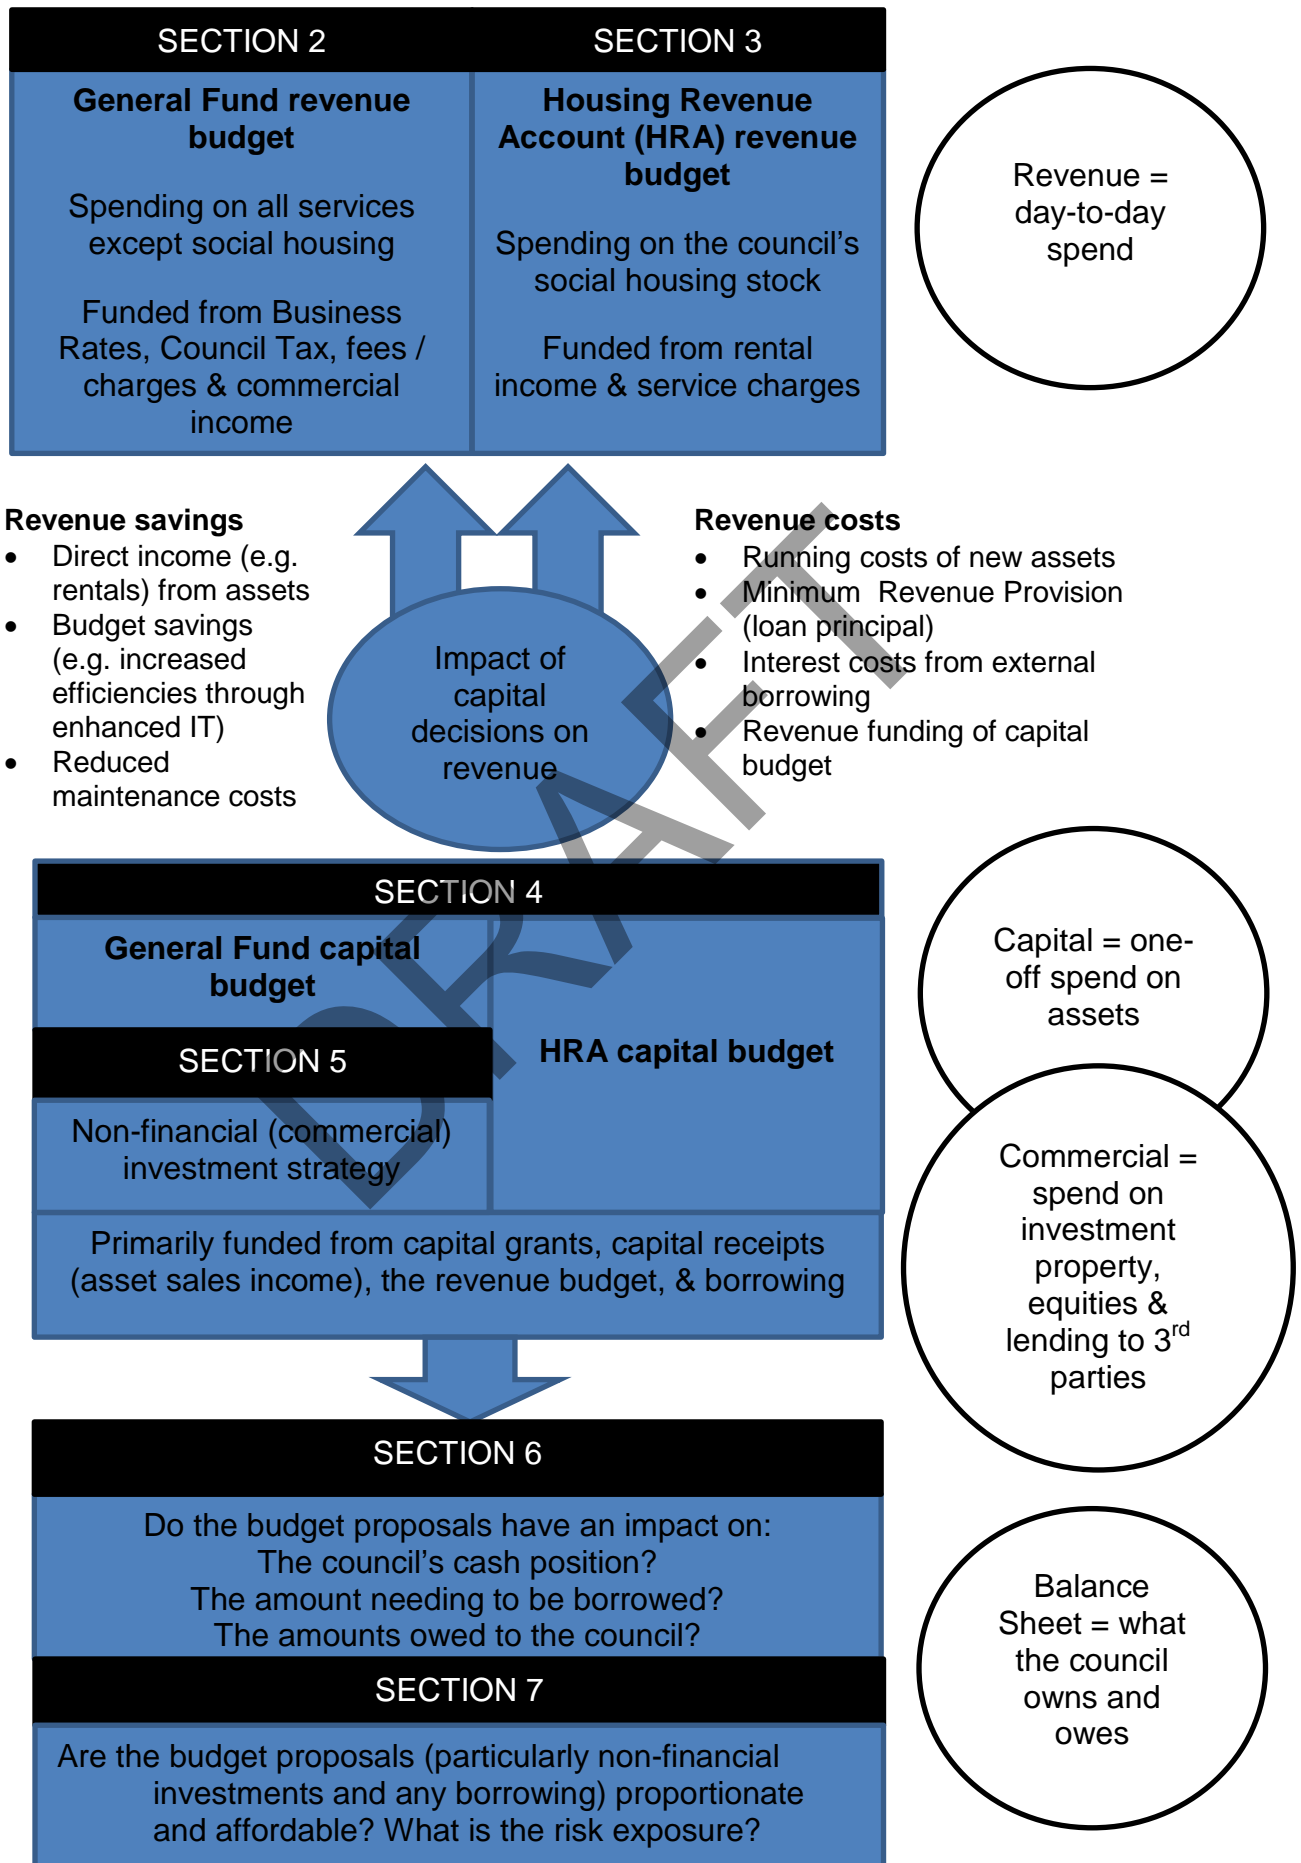 SECTION 2
General Fund revenue
budget
Spending on all services
except social housing
Funded from Business
Rates, Council Tax, fees /
charges & commercial
income
SECTION 3
Housing Revenue
Account (HRA) revenue
budget
Spending on the council’s
social housing stock
Funded from rental
income & service charges
Revenue =
day-to-day
spend
Revenue savings
• Direct income (e.g.
rentals) from assets
• Budget savings
(e.g. increased
efficiencies through
enhanced IT)
• Reduced
maintenance costs
Impact of
capital
decisions on
revenue
Revenue costs
• Running costs of new assets
• Minimum Revenue Provision
(loan principal)
• Interest costs from external
borrowing
• Revenue funding of capital
budget
DRAFT
SECTION 4
General Fund capital
budget
SECTION 5
Non-financial (commercial)
investment strategy
HRA capital budget
Primarily funded from capital grants, capital receipts
(asset sales income), the revenue budget, & borrowing
Capital = one-
off spend on
assets
Commercial =
spend on
investment
property,
equities &
lending to 3rd
parties
SECTION 6
Do the budget proposals have an impact on:
The council’s cash position?
The amount needing to be borrowed?
The amounts owed to the council?
SECTION 7
Are the budget proposals (particularly non-financial
investments and any borrowing) proportionate
and affordable? What is the risk exposure?
Balance
Sheet = what
the council
owns and
owes